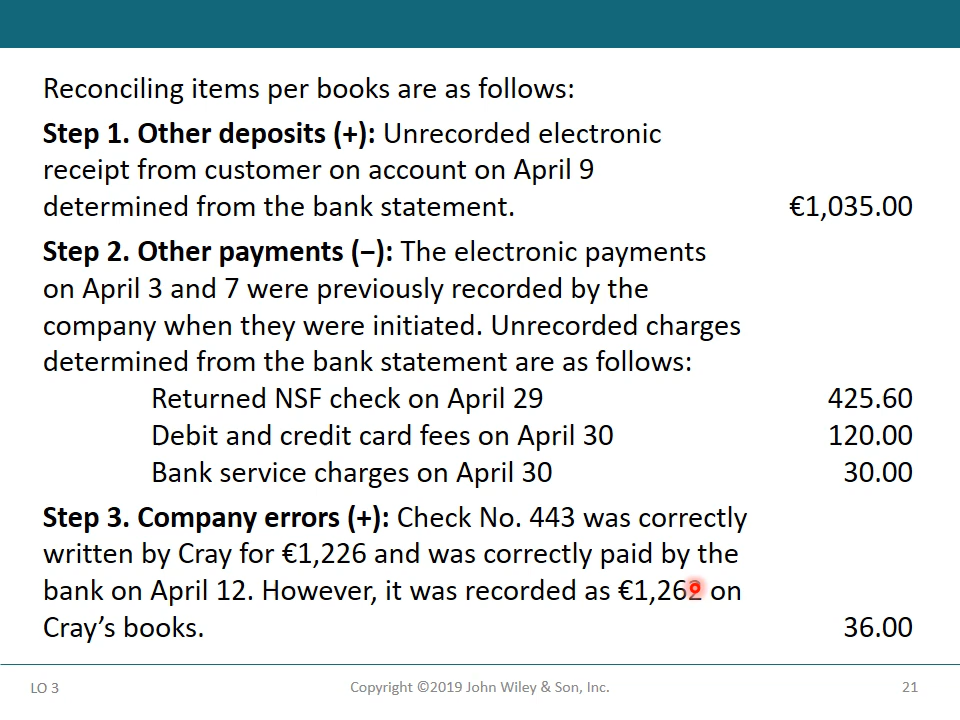 Reconciling items per books are as follows:
Step 1. Other deposits (+): Unrecorded electronic
receipt from customer on account on April 9
determined from the bank statement. €1,035.00
Step 2. Other payments (−): The electronic payments
on April 3 and 7 were previously recorded by the
company when they were initiated. Unrecorded charges
determined from the bank statement are as follows:
Returned NSF check on April 29 425.60
Debit and credit card fees on April 30 120.00
Bank service charges on April 30 30.00
Step 3. Company errors (+): Check No. 443 was correctly
written by Cray for €1,226 and was correctly paid by the
bank on April 12. However, it was recorded as €1,262 on
Cray’s books. 36.00
LO 3 Copyright ©2019 John Wiley & Son, Inc. 21